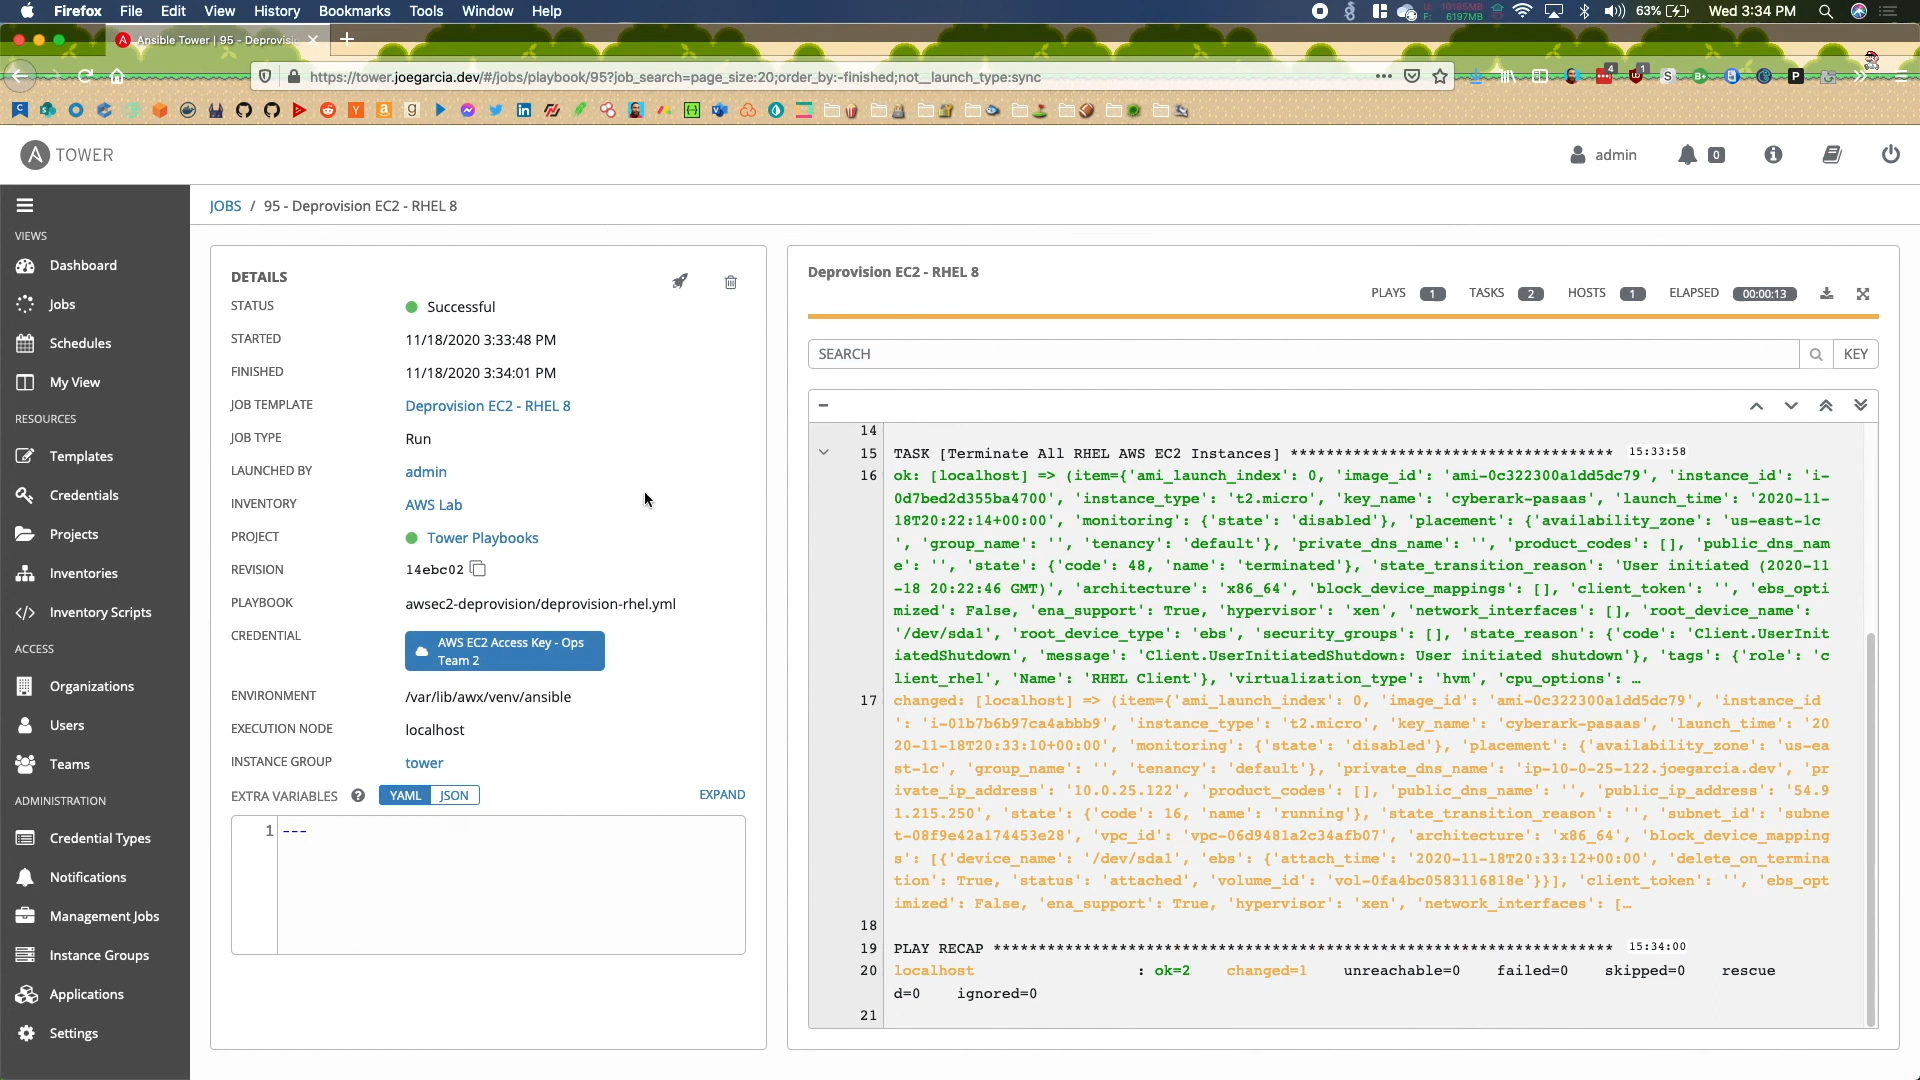 Firefox File Edit View History Bookmarks Tools Window Help
63% Wed 3:34 PM
Ansible Tower | 95 - Deprovisic
https://tower.joegarcia.dev/#/jobs/playbook/95?job_search=page_size:20;order_by:-finished;not__launch_type:sync
TOWER
admin
0
VIEWS
Dashboard
Jobs
Schedules
My View
RESOURCES
Templates
Credentials
Projects
Inventories
Inventory Scripts
ACCESS
Organizations
Users
Teams
ADMINISTRATION
Credential Types
Notifications
Management Jobs
Instance Groups
Applications
Settings
JOBS / 95 - Deprovision EC2 - RHEL 8
DETAILS
STATUS Successful
STARTED 11/18/2020 3:33:48 PM
FINISHED 11/18/2020 3:34:01 PM
JOB TEMPLATE Deprovision EC2 - RHEL 8
JOB TYPE Run
LAUNCHED BY admin
INVENTORY AWS Lab
PROJECT Tower Playbooks
REVISION 14ebc02
PLAYBOOK awsec2-deprovision/deprovision-rhel.yml
CREDENTIAL AWS EC2 Access Key - Ops
Team 2
ENVIRONMENT /var/lib/awx/venv/ansible
EXECUTION NODE localhost
INSTANCE GROUP tower
EXTRA VARIABLES ? YAML JSON EXPAND
1 ---
Deprovision EC2 - RHEL 8
PLAYS 1 TASKS 2 HOSTS 1 ELAPSED 00:00:13
SEARCH KEY
14
15 TASK [Terminate All RHEL AWS EC2 Instances] ************************************ 15:33:58
16 ok: [localhost] => (item={'ami_launch_index': 0, 'image_id': 'ami-0c322300a1dd5dc79', 'instance_id': 'i-
0d7bed2d355ba4700', 'instance_type': 't2.micro', 'key_name': 'cyberark-pasaas', 'launch_time': '2020-11-
18T20:22:14+00:00', 'monitoring': {'state': 'disabled'}, 'placement': {'availability_zone': 'us-east-1c
', 'group_name': '', 'tenancy': 'default'}, 'private_dns_name': '', 'product_codes': [], 'public_dns_nam
e': '', 'state': {'code': 48, 'name': 'terminated'}, 'state_transition_reason': 'User initiated (2020-11
-18 20:22:46 GMT)', 'architecture': 'x86_64', 'block_device_mappings': [], 'client_token': '', 'ebs_opti
mized': False, 'ena_support': True, 'hypervisor': 'xen', 'network_interfaces': [], 'root_device_name':
'/dev/sda1', 'root_device_type': 'ebs', 'security_groups': [], 'state_reason': {'code': 'Client.UserInit
iatedShutdown', 'message': 'Client.UserInitiatedShutdown: User initiated shutdown'}, 'tags': {'role': 'c
lient_rhel', 'Name': 'RHEL Client'}, 'virtualization_type': 'hvm', 'cpu_options': …
17 changed: [localhost] => (item={'ami_launch_index': 0, 'image_id': 'ami-0c322300a1dd5dc79', 'instance_id
': 'i-01b7b6b97ca4abbb9', 'instance_type': 't2.micro', 'key_name': 'cyberark-pasaas', 'launch_time': '20
20-11-18T20:33:10+00:00', 'monitoring': {'state': 'disabled'}, 'placement': {'availability_zone': 'us-ea
st-1c', 'group_name': '', 'tenancy': 'default'}, 'private_dns_name': 'ip-10-0-25-122.joegarcia.dev', 'pr
ivate_ip_address': '10.0.25.122', 'product_codes': [], 'public_dns_name': '', 'public_ip_address': '54.9
1.215.250', 'state': {'code': 16, 'name': 'running'}, 'state_transition_reason': '', 'subnet_id': 'subne
t-08f9e42a174453e28', 'vpc_id': 'vpc-06d9481a2c34afb07', 'architecture': 'x86_64', 'block_device_mapping
s': [{'device_name': '/dev/sda1', 'ebs': {'attach_time': '2020-11-18T20:33:12+00:00', 'delete_on_termina
tion': True, 'status': 'attached', 'volume_id': 'vol-0fa4bc0583116818e'}}], 'client_token': '', 'ebs_opt
imized': False, 'ena_support': True, 'hypervisor': 'xen', 'network_interfaces': […
18
19 PLAY RECAP ********************************************************************* 15:34:00
20 localhost : ok=2 changed=1 unreachable=0 failed=0 skipped=0 rescue
d=0 ignored=0
21